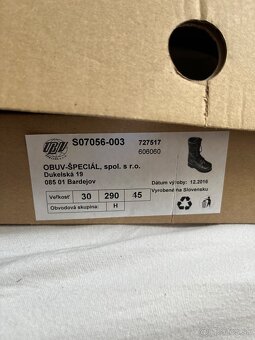 S07056-003
727517
606060
OBUV-ŠPECIÁL, spol. s r.o.
Dukelská 19
085 01 Bardejov
Dátum výroby: 12.2016
Vyrobené na Slovensku
Veľkosť 30 290 45
Obvodová skupina: H